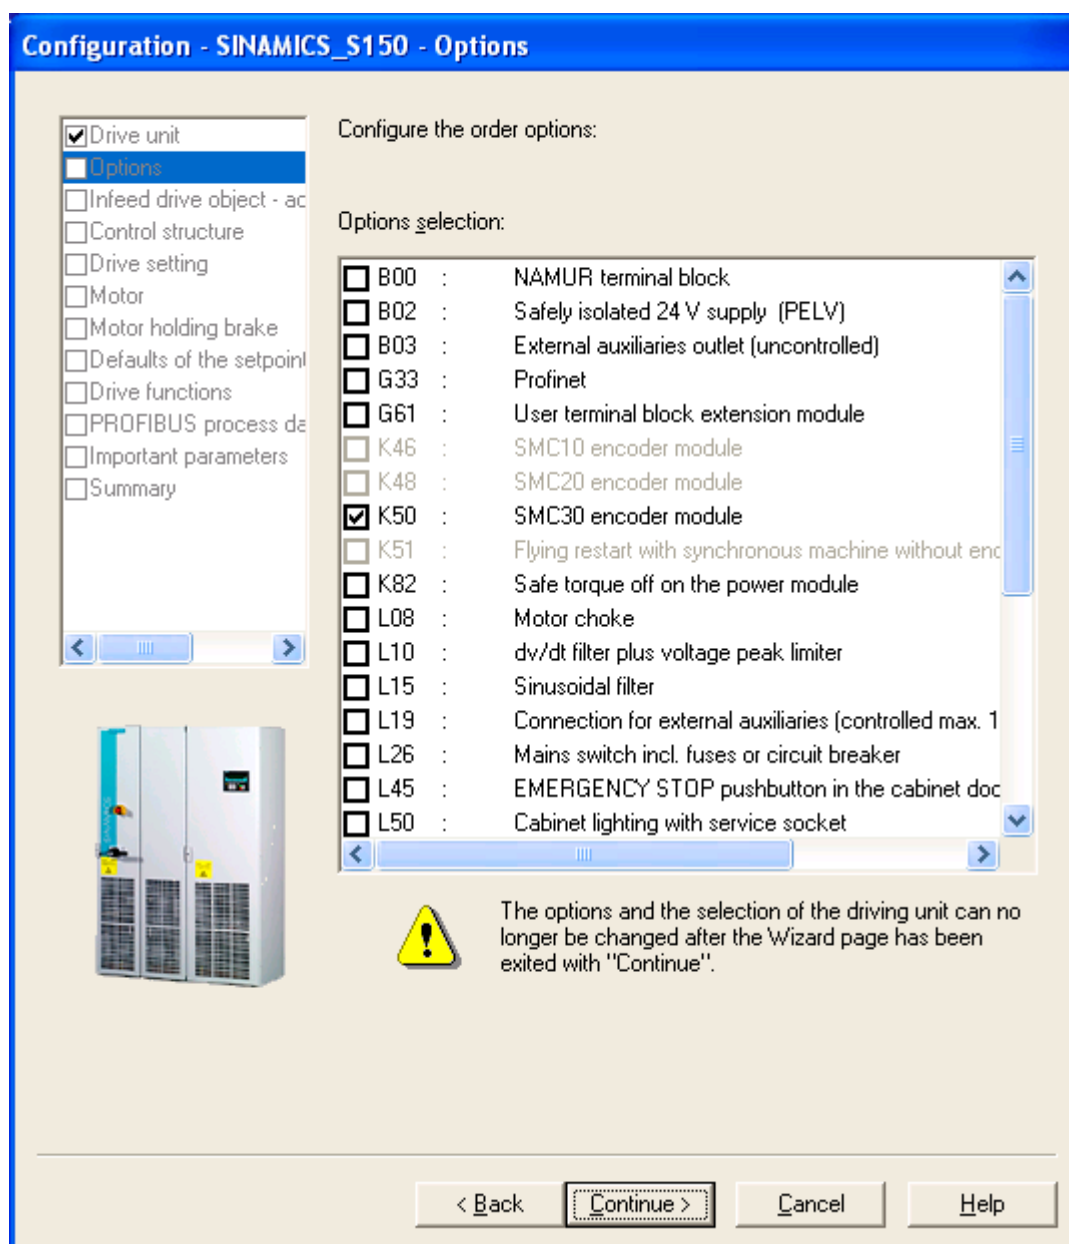 Configuration - SINAMICS_S150 - Options
Drive unit
Options
Infeed drive object - ac
Control structure
Drive setting
Motor
Motor holding brake
Defaults of the setpoint
Drive functions
PROFIBUS process da
Important parameters
Summary
Configure the order options:
Options selection:
B00 : NAMUR terminal block
B02 : Safely isolated 24 V supply (PELV)
B03 : External auxiliaries outlet (uncontrolled)
G33 : Profinet
G61 : User terminal block extension module
K46 : SMC10 encoder module
K48 : SMC20 encoder module
K50 : SMC30 encoder module
K51 : Flying restart with synchronous machine without enc
K82 : Safe torque off on the power module
L08 : Motor choke
L10 : dv/dt filter plus voltage peak limiter
L15 : Sinusoidal filter
L19 : Connection for external auxiliaries (controlled max. 1
L26 : Mains switch incl. fuses or circuit breaker
L45 : EMERGENCY STOP pushbutton in the cabinet doc
L50 : Cabinet lighting with service socket
SINAMICS
The options and the selection of the driving unit can no
longer be changed after the Wizard page has been
exited with "Continue".
< Back
Continue >
Cancel
Help